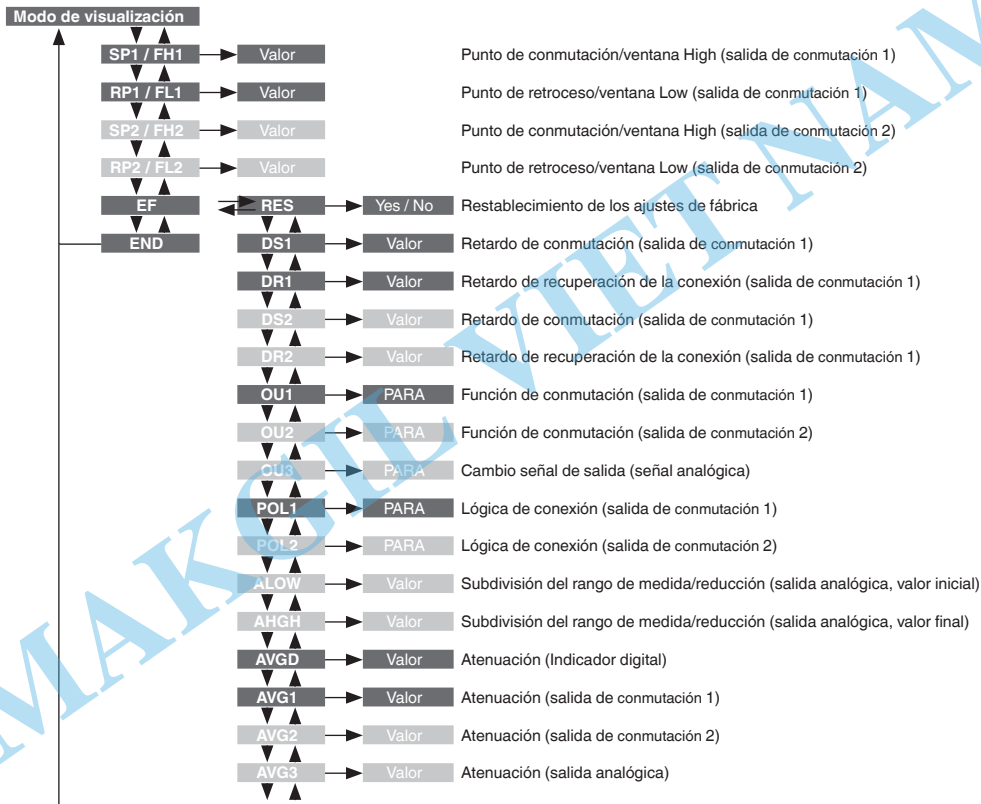 Modo de visualización
SP1 / FH1 Valor Punto de conmutación/ventana High (salida de conmutación 1)
RP1 / FL1 Valor Punto de retroceso/ventana Low (salida de conmutación 1)
SP2 / FH2 Valor Punto de conmutación/ventana High (salida de conmutación 2)
RP2 / FL2 Valor Punto de retroceso/ventana Low (salida de conmutación 2)
EF RES Yes / No Restablecimiento de los ajustes de fábrica
END DS1 Valor Retardo de conmutación (salida de conmutación 1)
DR1 Valor Retardo de recuperación de la conexión (salida de conmutación 1)
DS2 Valor Retardo de conmutación (salida de conmutación 1)
DR2 Valor Retardo de recuperación de la conexión (salida de conmutación 1)
OU1 PARA Función de conmutación (salida de conmutación 1)
OU2 PARA Función de conmutación (salida de conmutación 2)
OU3 PARA Cambio señal de salida (señal analógica)
POL1 PARA Lógica de conexión (salida de conmutación 1)
POL2 PARA Lógica de conexión (salida de conmutación 2)
ALOW Valor Subdivisión del rango de medida/reducción (salida analógica, valor inicial)
AHGH Valor Subdivisión del rango de medida/reducción (salida analógica, valor final)
AVGD Valor Atenuación (Indicador digital)
AVG1 Valor Atenuación (salida de conmutación 1)
AVG2 Valor Atenuación (salida de conmutación 2)
AVG3 Valor Atenuación (salida analógica)
MAKGIL VIET NAM